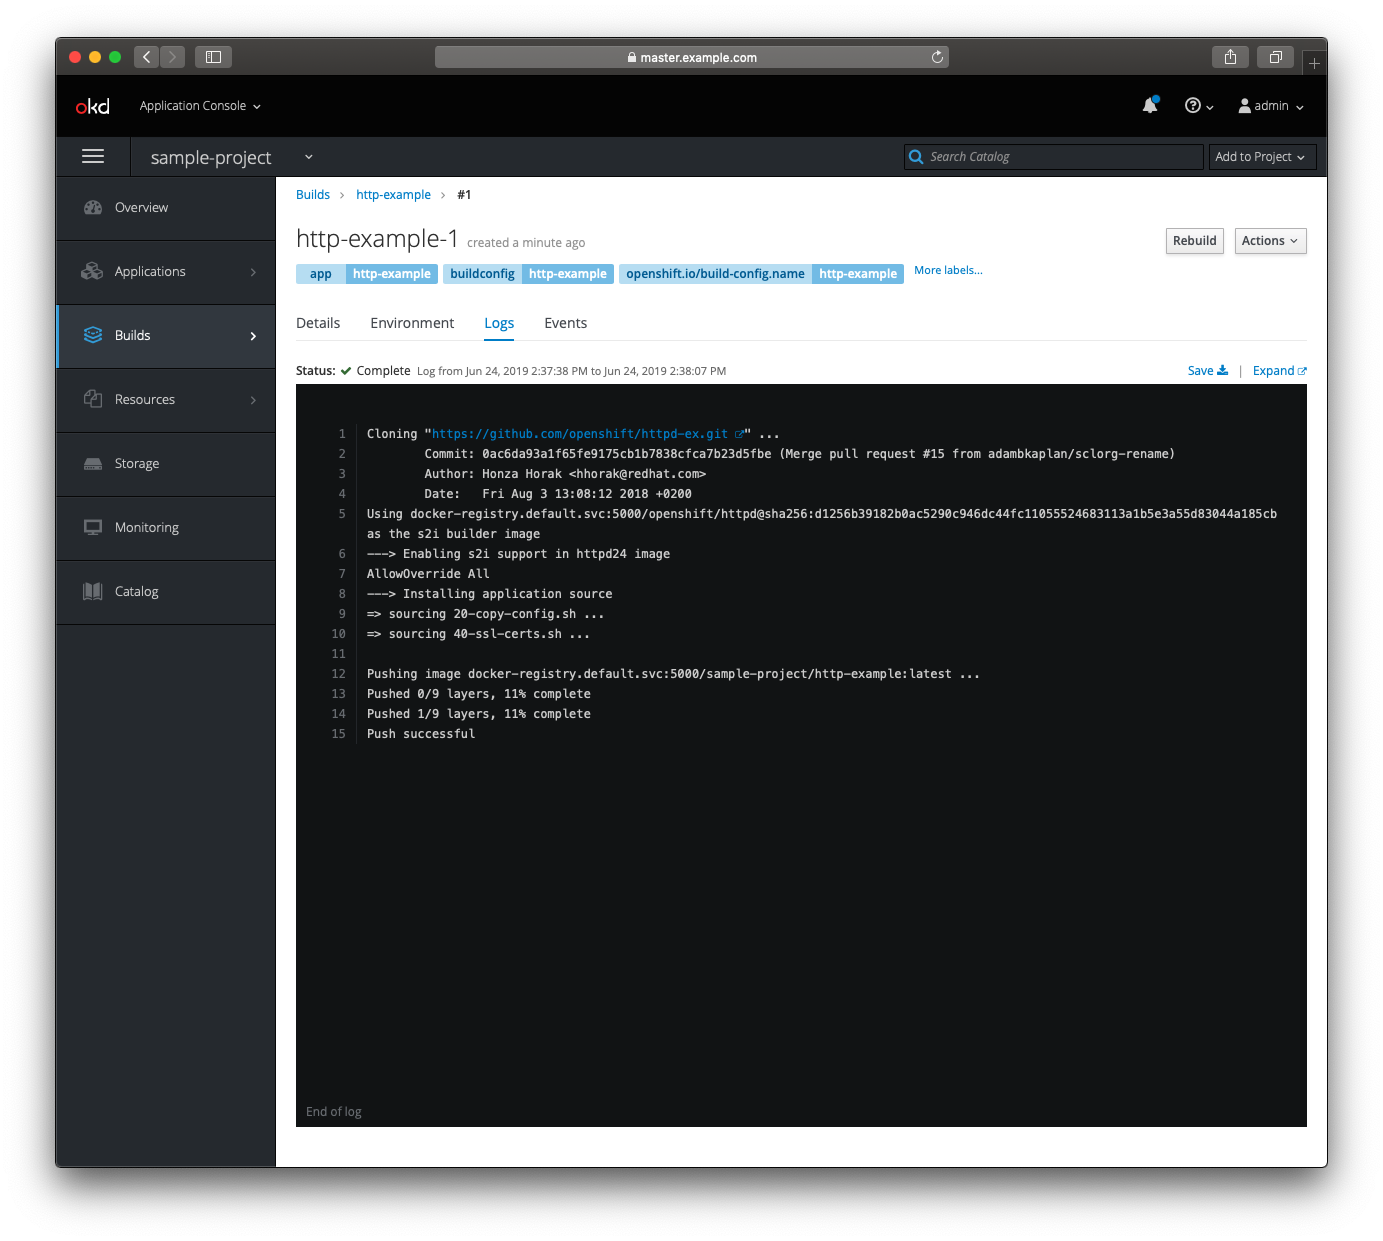 master.example.com
okd Application Console admin
sample-project Search Catalog Add to Project
Overview
Applications
Builds
Resources
Storage
Monitoring
Catalog
Builds > http-example > #1
http-example-1 created a minute ago Rebuild Actions
app http-example buildconfig http-example openshift.io/build-config.name http-example More labels...
Details Environment Logs Events
Status: Complete Log from Jun 24, 2019 2:37:38 PM to Jun 24, 2019 2:38:07 PM Save | Expand
1 Cloning "https://github.com/openshift/httpd-ex.git " ...
2 Commit: 0ac6da93a1f65fe9175cb1b7838cfca7b23d5fbe (Merge pull request #15 from adambkaplan/sclorg-rename)
3 Author: Honza Horak <hhorak@redhat.com>
4 Date: Fri Aug 3 13:08:12 2018 +0200
5 Using docker-registry.default.svc:5000/openshift/httpd@sha256:d1256b39182b0ac5290c946dc44fc11055524683113a1b5e3a55d83044a185cb
as the s2i builder image
6 ---> Enabling s2i support in httpd24 image
7 AllowOverride All
8 ---> Installing application source
9 => sourcing 20-copy-config.sh ...
10 => sourcing 40-ssl-certs.sh ...
11
12 Pushing image docker-registry.default.svc:5000/sample-project/http-example:latest ...
13 Pushed 0/9 layers, 11% complete
14 Pushed 1/9 layers, 11% complete
15 Push successful
End of log